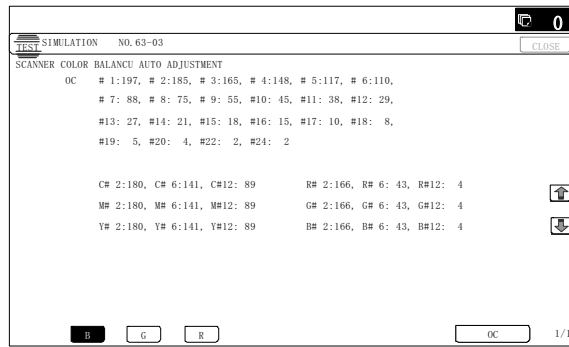 0
TEST SIMULATION NO. 63-03
CLOSE
SCANNER COLOR BALANCU AUTO ADJUSTMENT
OC # 1:197, # 2:185, # 3:165, # 4:148, # 5:117, # 6:110,
# 7: 88, # 8: 75, # 9: 55, #10: 45, #11: 38, #12: 29,
#13: 27, #14: 21, #15: 18, #16: 15, #17: 10, #18: 8,
#19: 5, #20: 4, #22: 2, #24: 2
C# 2:180, C# 6:141, C#12: 89 R# 2:166, R# 6: 43, R#12: 4
M# 2:180, M# 6:141, M#12: 89 G# 2:166, G# 6: 43, G#12: 4
Y# 2:180, Y# 6:141, Y#12: 89 B# 2:166, B# 6: 43, B#12: 4
B G R OC 1/1